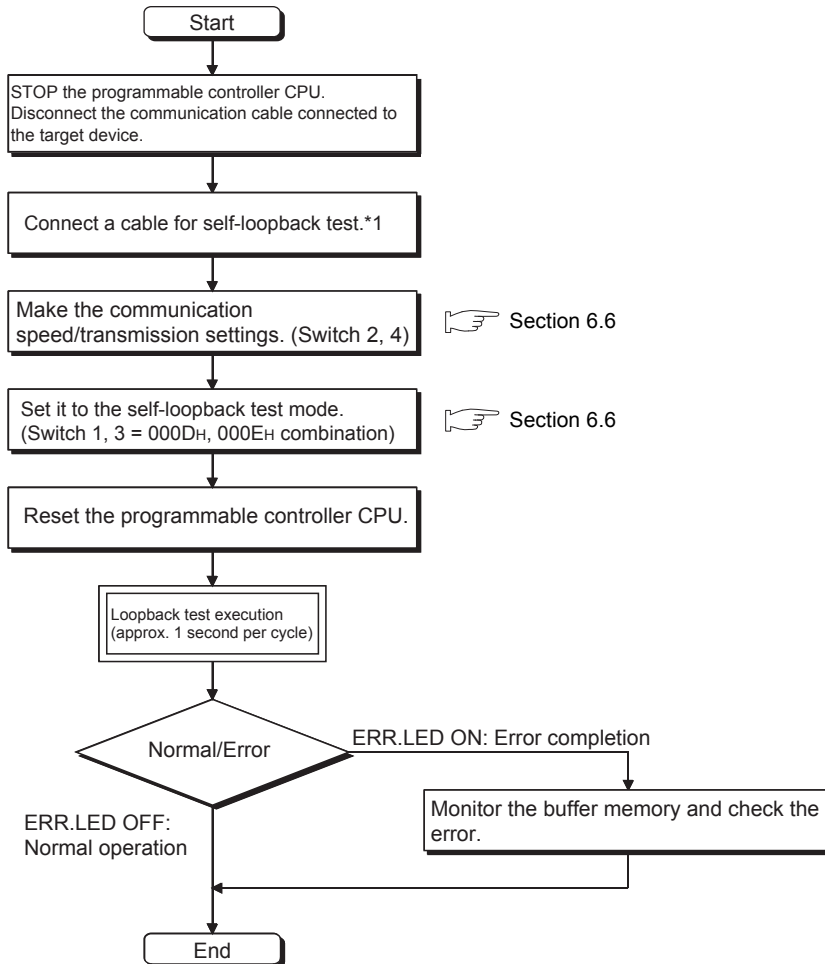 Start
STOP the programmable controller CPU.
Disconnect the communication cable connected to
the target device.
Connect a cable for self-loopback test.*1
Make the communication
speed/transmission settings. (Switch 2, 4)
Section 6.6
Set it to the self-loopback test mode.
(Switch 1, 3 = 000DH, 000EH combination)
Section 6.6
Reset the programmable controller CPU.
Loopback test execution
(approx. 1 second per cycle)
Normal/Error
ERR.LED ON: Error completion
Monitor the buffer memory and check the
error.
ERR.LED OFF:
Normal operation
End